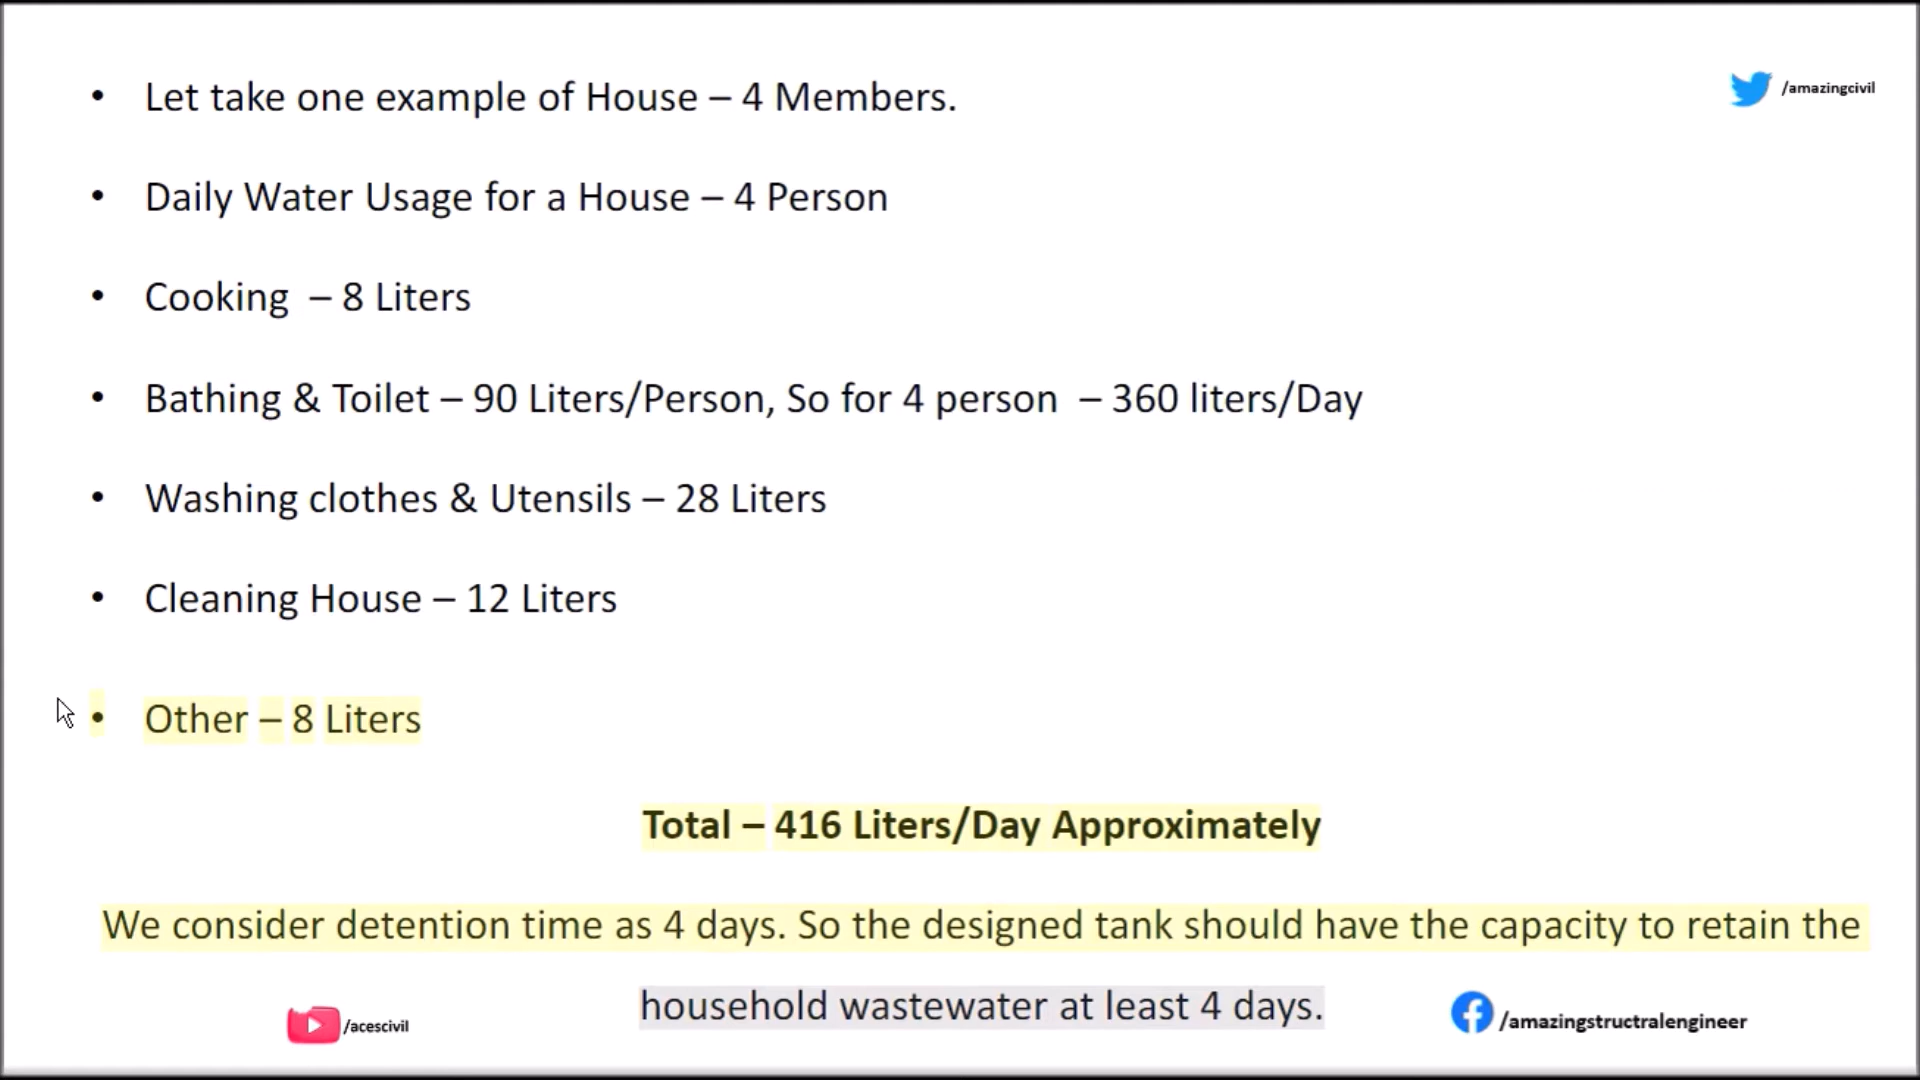 • Let take one example of House – 4 Members.
/amazingcivil
• Daily Water Usage for a House – 4 Person
• Cooking – 8 Liters
• Bathing & Toilet – 90 Liters/Person, So for 4 person – 360 liters/Day
• Washing clothes & Utensils – 28 Liters
• Cleaning House – 12 Liters
• Other – 8 Liters
Total – 416 Liters/Day Approximately
We consider detention time as 4 days. So the designed tank should have the capacity to retain the
household wastewater at least 4 days.
/acescivil
/amazingstructralengineer